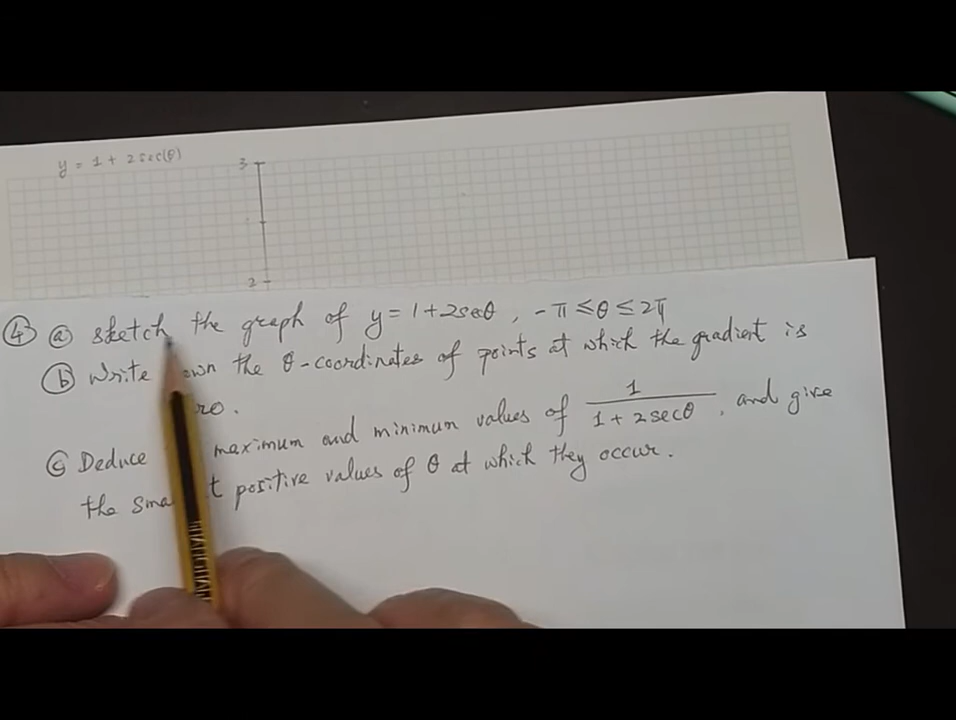 y = 1 + 2sec(θ)
3
2
④ ⓐ sketch the graph of y = 1 + 2secθ , -π ≤ θ ≤ 2π
ⓑ Write own the θ-coordinates of points at which the gradient is
ro.
ⓒ Deduce maximum and minimum values of 1/(1 + 2secθ) , and give
the sma t positive values of θ at which they occur.